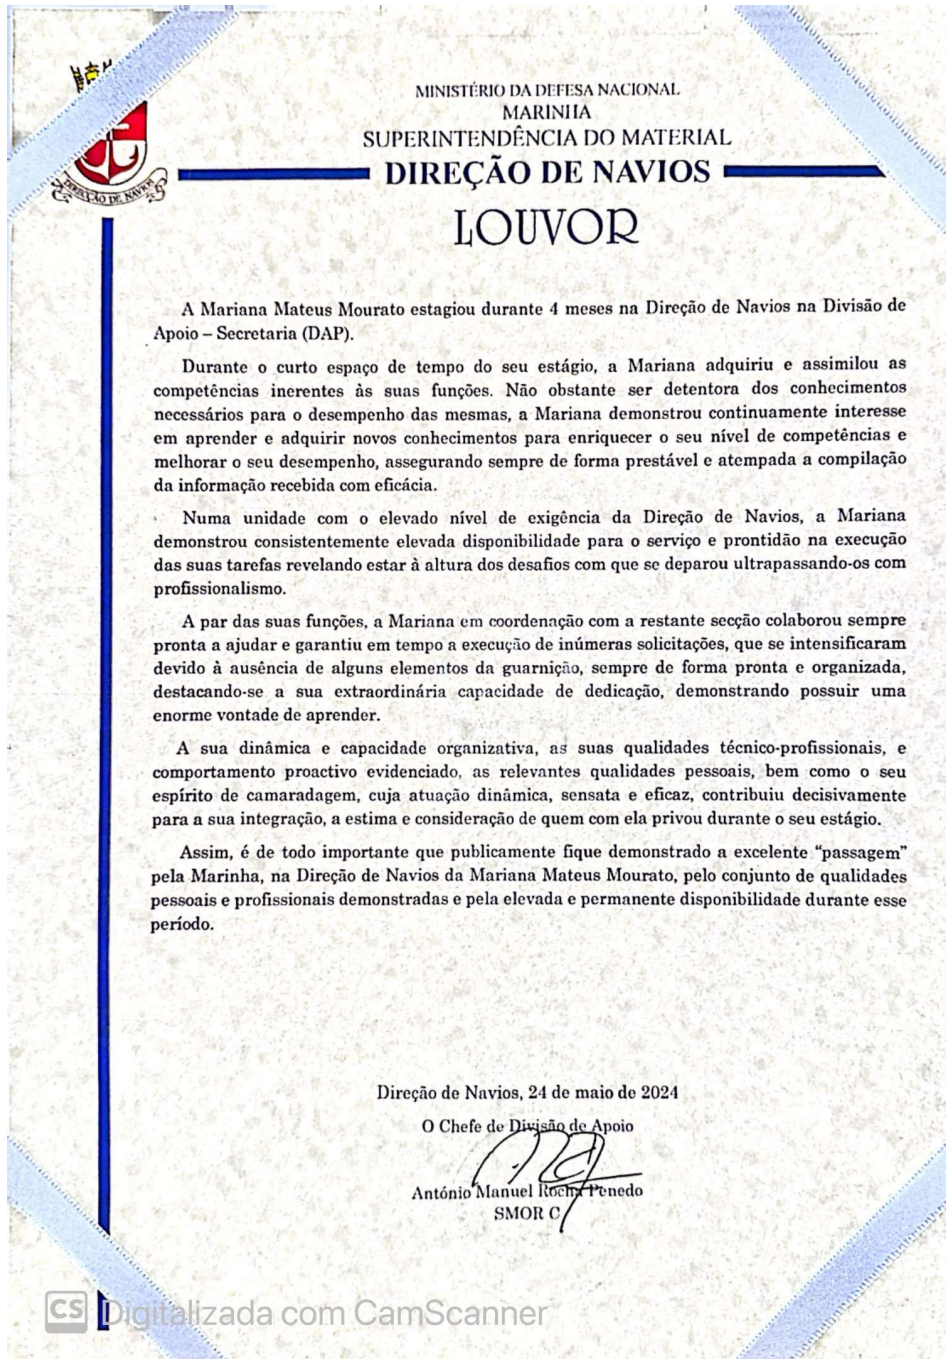 MINISTÉRIO DA DEFESA NACIONAL
MARINHA
SUPERINTENDÊNCIA DO MATERIAL
DIREÇÃO DE NAVIOS
DIRECÇÃO DE NAVIOS
LOUVOR
A Mariana Mateus Mourato estagiou durante 4 meses na Direção de Navios na Divisão de
Apoio – Secretaria (DAP).
Durante o curto espaço de tempo do seu estágio, a Mariana adquiriu e assimilou as
competências inerentes às suas funções. Não obstante ser detentora dos conhecimentos
necessários para o desempenho das mesmas, a Mariana demonstrou continuamente interesse
em aprender e adquirir novos conhecimentos para enriquecer o seu nível de competências e
melhorar o seu desempenho, assegurando sempre de forma prestável e atempada a compilação
da informação recebida com eficácia.
Numa unidade com o elevado nível de exigência da Direção de Navios, a Mariana
demonstrou consistentemente elevada disponibilidade para o serviço e prontidão na execução
das suas tarefas revelando estar à altura dos desafios com que se deparou ultrapassando-os com
profissionalismo.
A par das suas funções, a Mariana em coordenação com a restante secção colaborou sempre
pronta a ajudar e garantiu em tempo a execução de inúmeras solicitações, que se intensificaram
devido à ausência de alguns elementos da guarnição, sempre de forma pronta e organizada,
destacando-se a sua extraordinária capacidade de dedicação, demonstrando possuir uma
enorme vontade de aprender.
A sua dinâmica e capacidade organizativa, as suas qualidades técnico-profissionais, e
comportamento proactivo evidenciado, as relevantes qualidades pessoais, bem como o seu
espírito de camaradagem, cuja atuação dinâmica, sensata e eficaz, contribuiu decisivamente
para a sua integração, a estima e consideração de quem com ela privou durante o seu estágio.
Assim, é de todo importante que publicamente fique demonstrado a excelente “passagem”
pela Marinha, na Direção de Navios da Mariana Mateus Mourato, pelo conjunto de qualidades
pessoais e profissionais demonstradas e pela elevada e permanente disponibilidade durante esse
período.
Direção de Navios, 24 de maio de 2024
O Chefe de Divisão de Apoio
António Manuel Rocha Penedo
SMOR C
CS Digitalizada com CamScanner